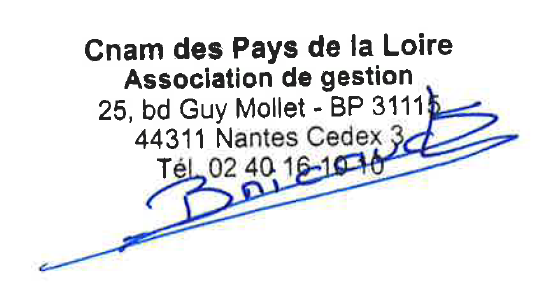 Cnam des Pays de la Loire
Association de gestion
25, bd Guy Mollet - BP 31115
44311 Nantes Cedex 3
Tél. 02 40 16 10 10